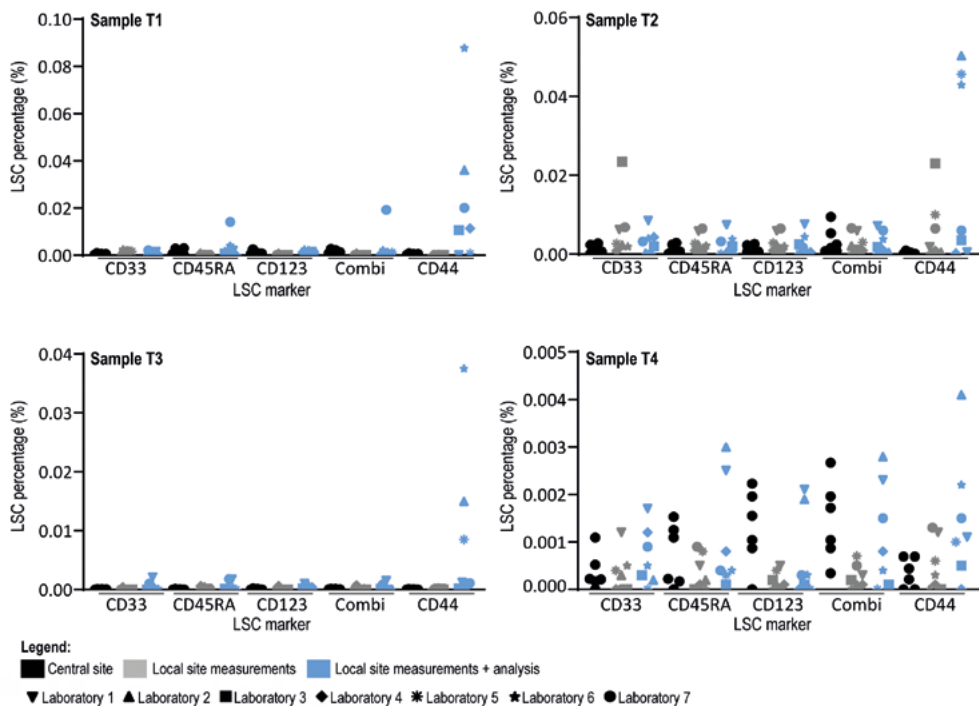 Sample T1
0.10
0.08
0.06
0.04
0.02
0.00
LSC percentage (%)
CD33 CD45RA CD123 Combi CD44
LSC marker
Sample T2
0.06
0.04
0.02
0.00
LSC percentage (%)
CD33 CD45RA CD123 Combi CD44
LSC marker
Sample T3
0.04
0.03
0.02
0.01
0.00
LSC percentage (%)
CD33 CD45RA CD123 Combi CD44
LSC marker
Sample T4
0.005
0.004
0.003
0.002
0.001
0.000
LSC percentage (%)
CD33 CD45RA CD123 Combi CD44
LSC marker
Legend:
Central site Local site measurements Local site measurements + analysis
Laboratory 1 Laboratory 2 Laboratory 3 Laboratory 4 Laboratory 5 Laboratory 6 Laboratory 7